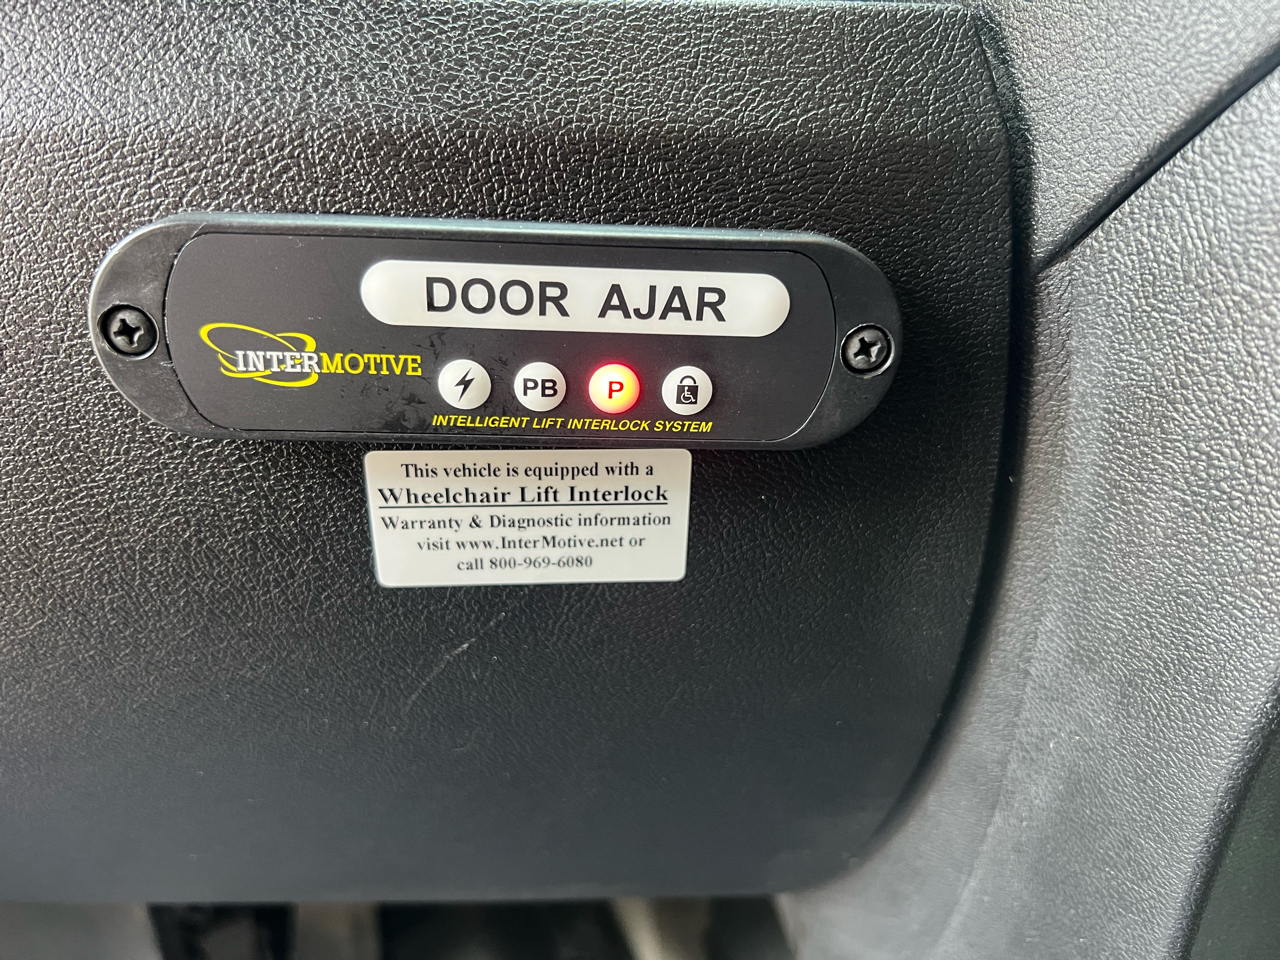 DOOR AJAR
INTERMOTIVE
PB P
INTELLIGENT LIFT INTERLOCK SYSTEM
This vehicle is equipped with a
Wheelchair Lift Interlock
Warranty & Diagnostic information
visit www.InterMotive.net or
call 800-969-6080